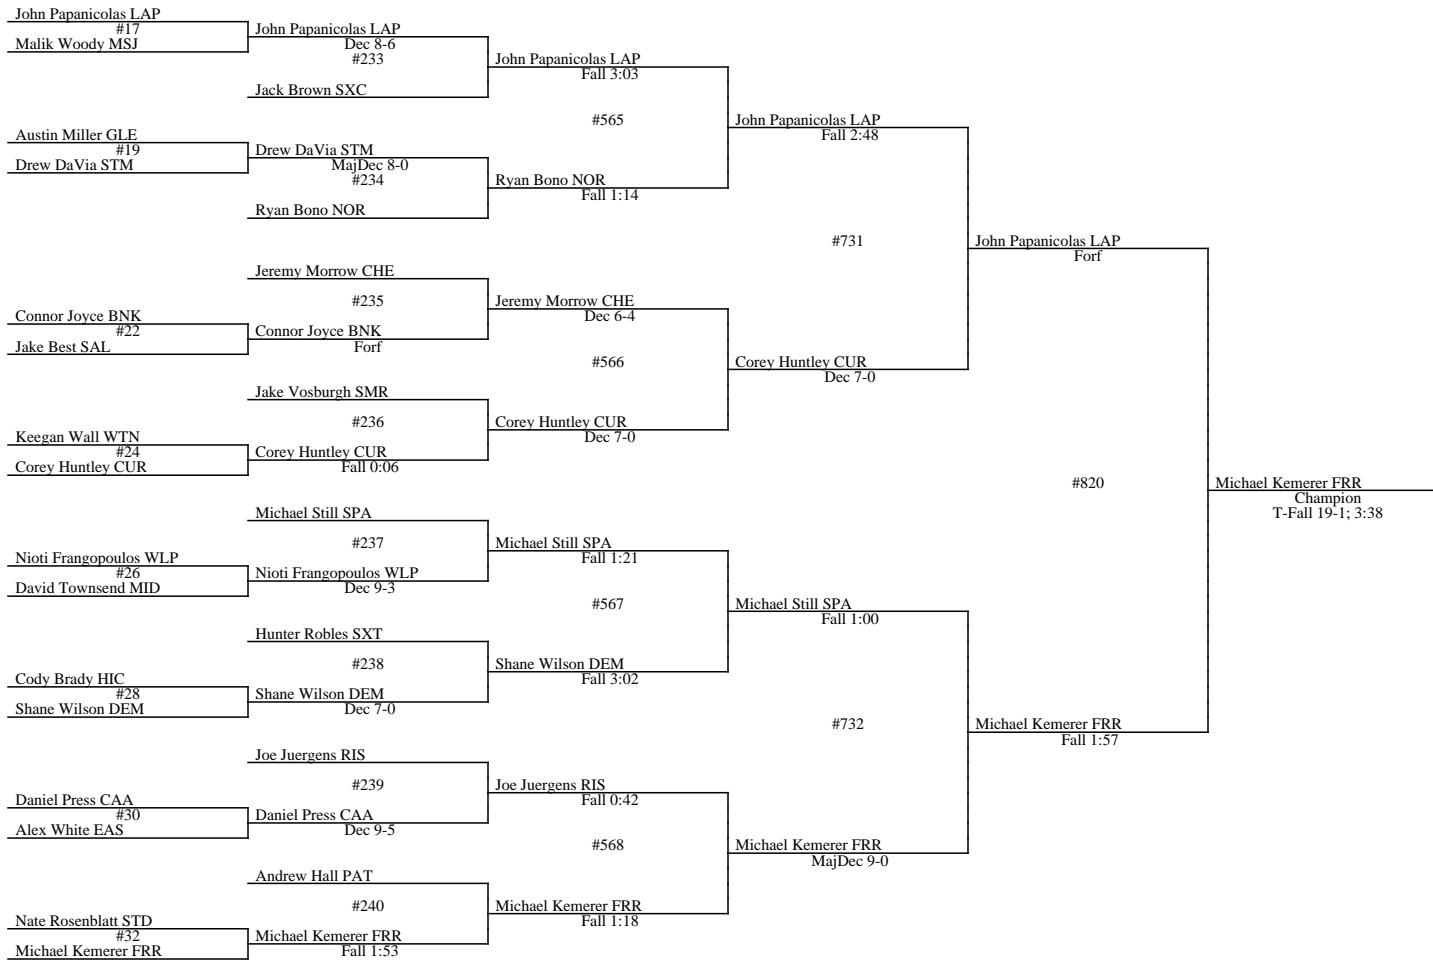 John Papanicolas LAP
#17
Malik Woody MSJ
John Papanicolas LAP
Dec 8-6
#233
Jack Brown SXC
John Papanicolas LAP
Fall 3:03
#565
Austin Miller GLE
#19
Drew DaVia STM
Drew DaVia STM
MajDec 8-0
#234
Ryan Bono NOR
Ryan Bono NOR
Fall 1:14
John Papanicolas LAP
Fall 2:48
#731
Jeremy Morrow CHE
#235
Connor Joyce BNK
#22
Jake Best SAL
Connor Joyce BNK
Forf
Jeremy Morrow CHE
Dec 6-4
#566
Jake Vosburgh SMR
#236
Keegan Wall WTN
#24
Corey Huntley CUR
Corey Huntley CUR
Fall 0:06
Corey Huntley CUR
Dec 7-0
Corey Huntley CUR
Dec 7-0
John Papanicolas LAP
Forf
#820
Michael Kemerer FRR
Champion
T-Fall 19-1; 3:38
Michael Still SPA
#237
Nioti Frangopoulos WLP
#26
David Townsend MID
Nioti Frangopoulos WLP
Dec 9-3
Michael Still SPA
Fall 1:21
#567
Hunter Robles SXT
#238
Cody Brady HIC
#28
Shane Wilson DEM
Shane Wilson DEM
Dec 7-0
Shane Wilson DEM
Fall 3:02
Michael Still SPA
Fall 1:00
#732
Michael Kemerer FRR
Fall 1:57
Joe Juergens RIS
#239
Daniel Press CAA
#30
Alex White EAS
Daniel Press CAA
Dec 9-5
Joe Juergens RIS
Fall 0:42
#568
Andrew Hall PAT
#240
Nate Rosenblatt STD
#32
Michael Kemerer FRR
Michael Kemerer FRR
Fall 1:53
Michael Kemerer FRR
Fall 1:18
Michael Kemerer FRR
MajDec 9-0